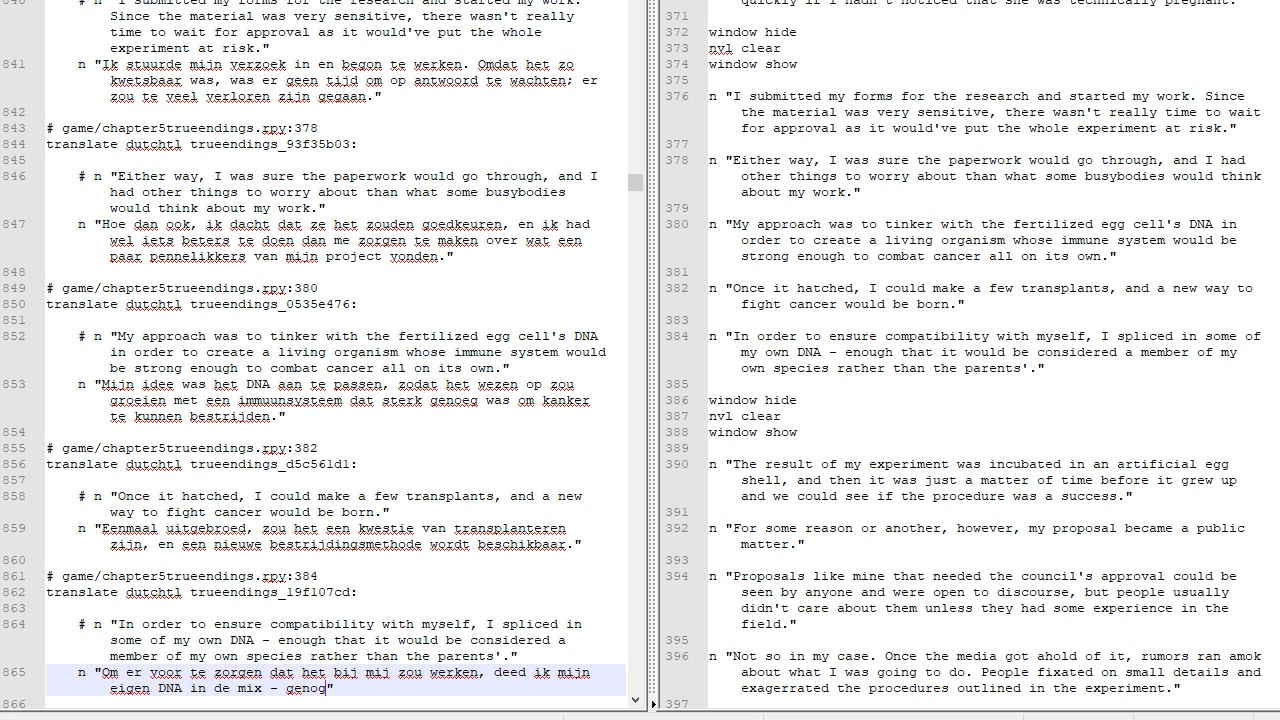 840 # n "I submitted my forms for the research and started my work.
Since the material was very sensitive, there wasn't really
time to wait for approval as it would've put the whole
experiment at risk."
841 n "Ik stuurde mijn verzoek in en begon te werken. Omdat het zo
kwetsbaar was, was er geen tijd om op antwoord te wachten; er
zou te veel verloren zijn gegaan."
842
843 # game/chapter5trueendings.rpy:378
844 translate dutchtl trueendings_93f35b03:
845
846 # n "Either way, I was sure the paperwork would go through, and I
had other things to worry about than what some busybodies
would think about my work."
847 n "Hoe dan ook, ik dacht dat ze het zouden goedkeuren, en ik had
wel iets beters te doen dan me zorgen te maken over wat een
paar pennelikkers van mijn project vonden."
848
849 # game/chapter5trueendings.rpy:380
850 translate dutchtl trueendings_0535e476:
851
852 # n "My approach was to tinker with the fertilized egg cell's DNA
in order to create a living organism whose immune system would
be strong enough to combat cancer all on its own."
853 n "Mijn idee was het DNA aan te passen, zodat het wezen op zou
groeien met een immuunsysteem dat sterk genoeg was om kanker
te kunnen bestrijden."
854
855 # game/chapter5trueendings.rpy:382
856 translate dutchtl trueendings_d5c561d1:
857
858 # n "Once it hatched, I could make a few transplants, and a new
way to fight cancer would be born."
859 n "Eenmaal uitgebroed, zou het een kwestie van transplanteren
zijn, en een nieuwe bestrijdingsmethode wordt beschikbaar."
860
861 # game/chapter5trueendings.rpy:384
862 translate dutchtl trueendings_19f107cd:
863
864 # n "In order to ensure compatibility with myself, I spliced in
some of my own DNA - enough that it would be considered a
member of my own species rather than the parents'."
865 n "Om er voor te zorgen dat het bij mij zou werken, deed ik mijn
eigen DNA in de mix - genog"
866
quickly if I hadn't noticed that she was technically pregnant.
371
372 window hide
373 nvl clear
374 window show
375
376 n "I submitted my forms for the research and started my work. Since
the material was very sensitive, there wasn't really time to wait
for approval as it would've put the whole experiment at risk."
377
378 n "Either way, I was sure the paperwork would go through, and I had
other things to worry about than what some busybodies would think
about my work."
379
380 n "My approach was to tinker with the fertilized egg cell's DNA in
order to create a living organism whose immune system would be
strong enough to combat cancer all on its own."
381
382 n "Once it hatched, I could make a few transplants, and a new way to
fight cancer would be born."
383
384 n "In order to ensure compatibility with myself, I spliced in some of
my own DNA - enough that it would be considered a member of my
own species rather than the parents'."
385
386 window hide
387 nvl clear
388 window show
389
390 n "The result of my experiment was incubated in an artificial egg
shell, and then it was just a matter of time before it grew up
and we could see if the procedure was a success."
391
392 n "For some reason or another, however, my proposal became a public
matter."
393
394 n "Proposals like mine that needed the council's approval could be
seen by anyone and were open to discourse, but people usually
didn't care about them unless they had some experience in the
field."
395
396 n "Not so in my case. Once the media got ahold of it, rumors ran amok
about what I was going to do. People fixated on small details and
exagerrated the procedures outlined in the experiment."
397